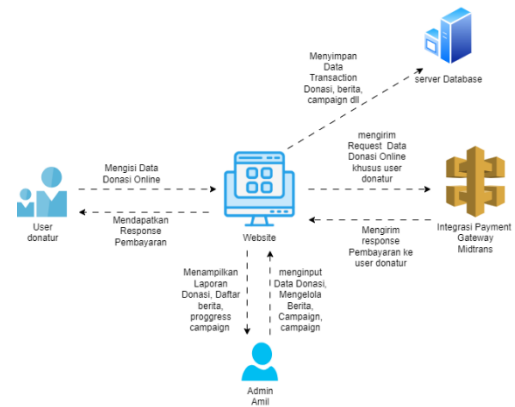 Menyimpan
Data
Transaction
Donasi, berita,
campaign dll
server Database
mengirim
Request Data
Donasi Online
khusus user
donatur
Mengisi Data
Donasi Online
Mendapatkan
Response
Pembayaran
User
donatur
Website
Mengirim
response
Pembayaran ke
user donatur
Integrasi Payment
Gateway
Midtrans
Menampilkan
Laporan
Donasi, Daftar
berita,
proggress
campaign
menginput
Data Donasi,
Mengelola
Berita,
Campaign,
campaign
Admin
Amil